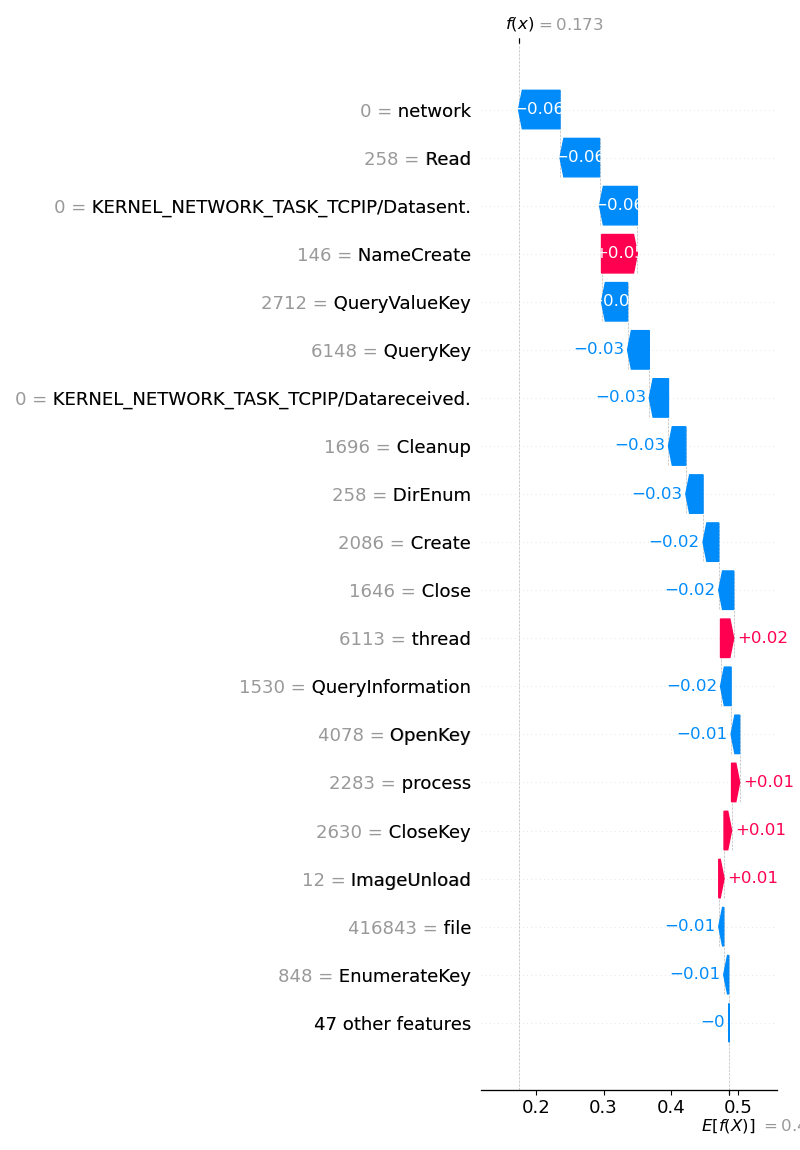 f(x) = 0.173
0 = network −0.06
258 = Read −0.06
0 = KERNEL_NETWORK_TASK_TCPIP/Datasent. −0.06
146 = NameCreate
2712 = QueryValueKey
6148 = QueryKey −0.03
0 = KERNEL_NETWORK_TASK_TCPIP/Datareceived. −0.03
1696 = Cleanup −0.03
258 = DirEnum −0.03
2086 = Create −0.02
1646 = Close −0.02
6113 = thread +0.02
1530 = QueryInformation −0.02
4078 = OpenKey −0.01
2283 = process +0.01
2630 = CloseKey +0.01
12 = ImageUnload +0.01
416843 = file −0.01
848 = EnumerateKey −0.01
47 other features −0
0.2 0.3 0.4 0.5
E[f(X)] =